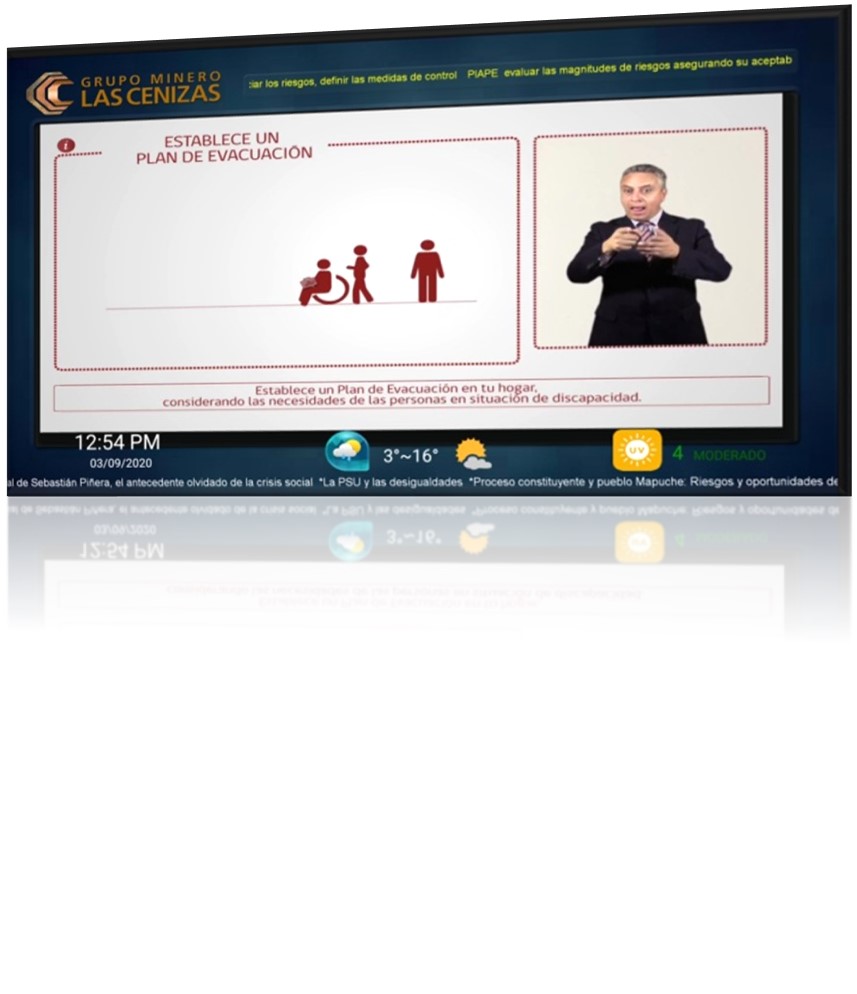 GRUPO MINERO
LAS CENIZAS
iar los riesgos, definir las medidas de control PIAPE evaluar las magnitudes de riesgos asegurando su aceptab
i
ESTABLECE UN
PLAN DE EVACUACIÓN
Establece un Plan de Evacuación en tu hogar,
considerando las necesidades de las personas en situación de discapacidad.
12:54 PM
03/09/2020
3°~16°
UV
4 MODERADO
al de Sebastián Piñera, el antecedente olvidado de la crisis social *La PSU y las desigualdades *Proceso constituyente y pueblo Mapuche: Riesgos y oportunidades de